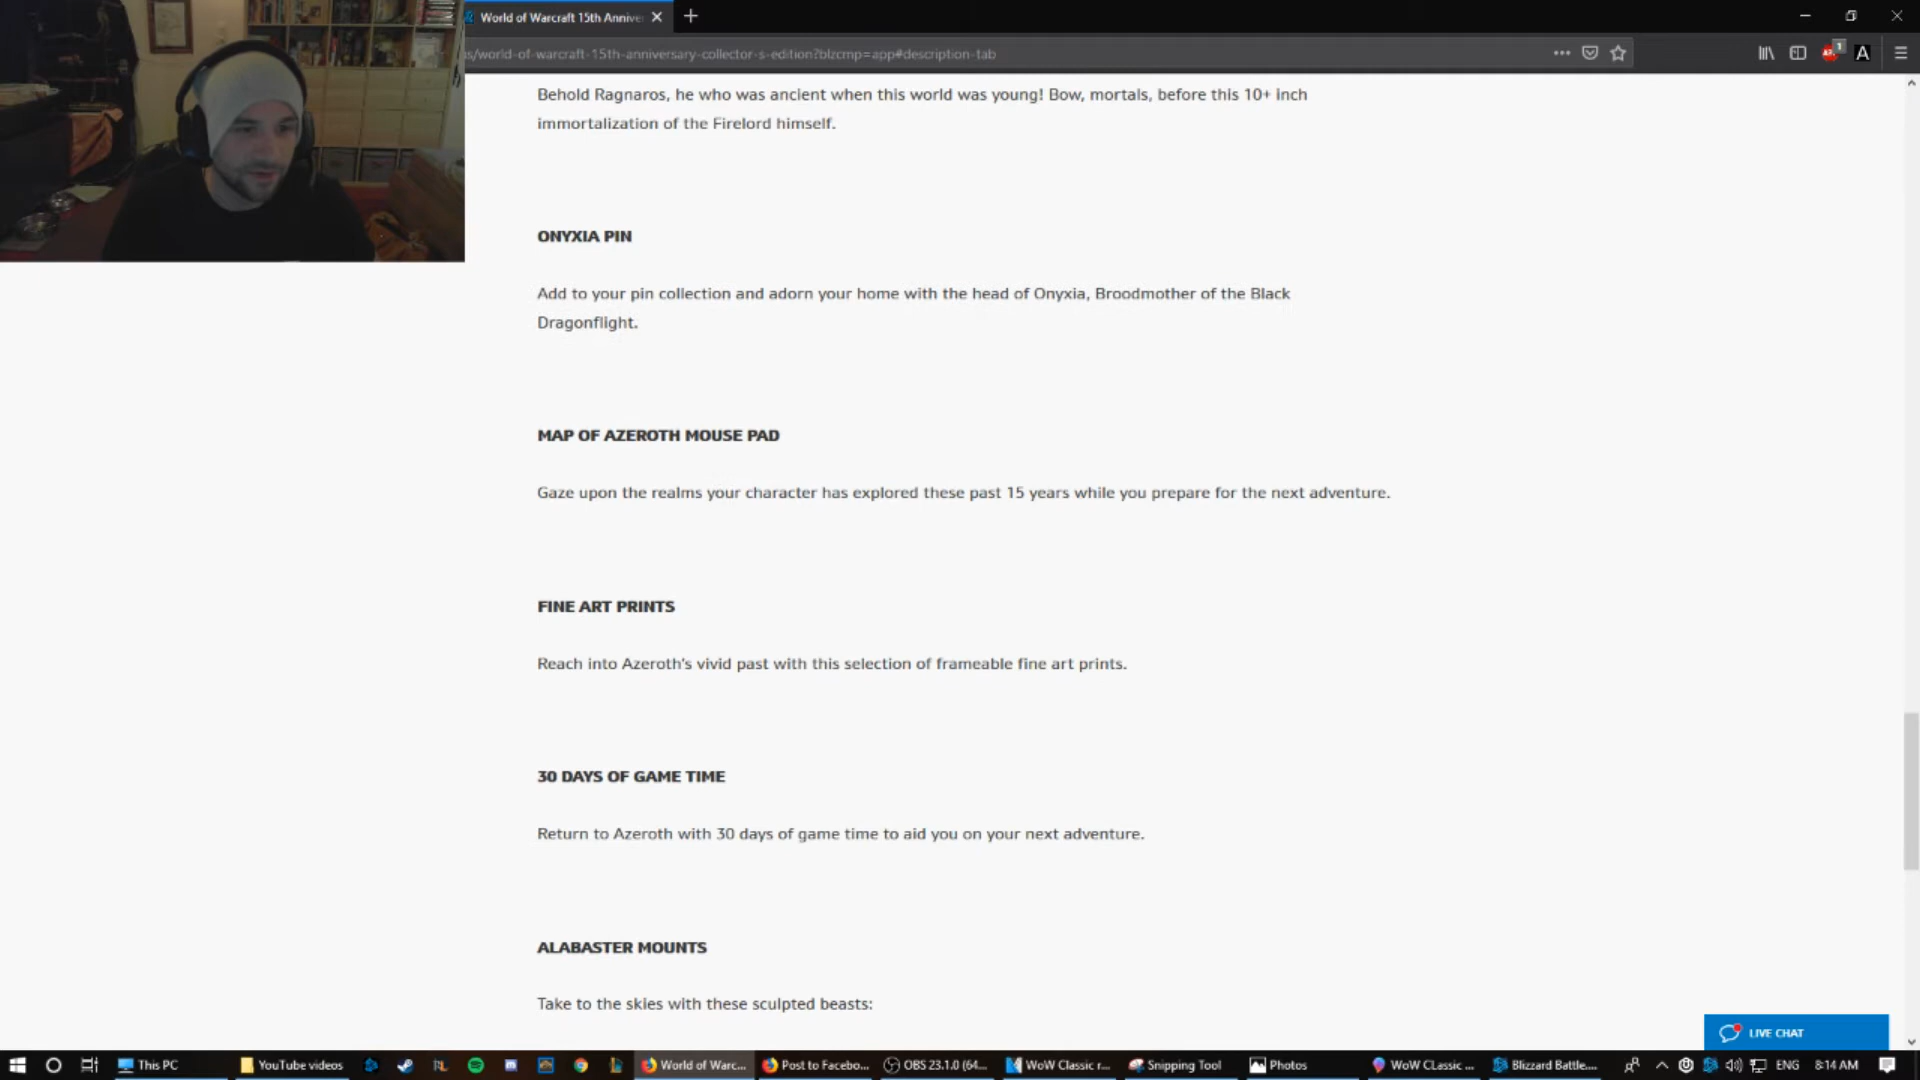 World of Warcraft 15th Anniver
s/world-of-warcraft-15th-anniversary-collector-s-edition?blzcmp=app#description-tab
1
A
Behold Ragnaros, he who was ancient when this world was young! Bow, mortals, before this 10+ inch
immortalization of the Firelord himself.
ONYXIA PIN
Add to your pin collection and adorn your home with the head of Onyxia, Broodmother of the Black
Dragonflight.
MAP OF AZEROTH MOUSE PAD
Gaze upon the realms your character has explored these past 15 years while you prepare for the next adventure.
FINE ART PRINTS
Reach into Azeroth's vivid past with this selection of frameable fine art prints.
30 DAYS OF GAME TIME
Return to Azeroth with 30 days of game time to aid you on your next adventure.
ALABASTER MOUNTS
Take to the skies with these sculpted beasts:
LIVE CHAT
This PC YouTube videos World of Warc... Post to Facebo... OBS 23.1.0 (64... WoW Classic r... Snipping Tool Photos WoW CLassic ... Blizzard Battle.... ENG 8:14 AM